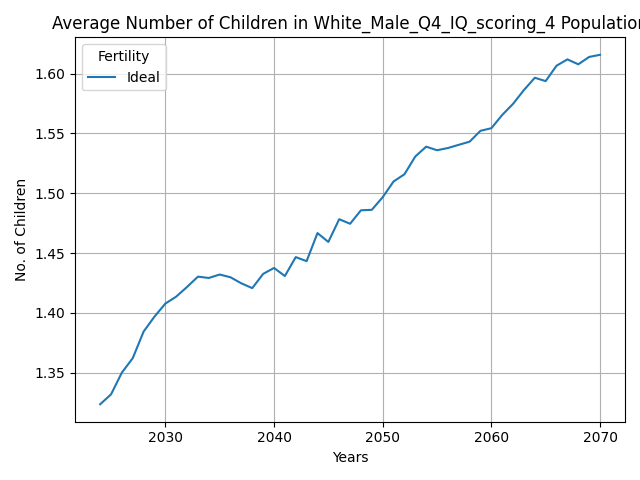 Average Number of Children in White_Male_Q4_IQ_scoring_4 Population
Fertility
Ideal
No. of Children
1.60
1.55
1.50
1.45
1.40
1.35
2030 2040 2050 2060 2070
Years